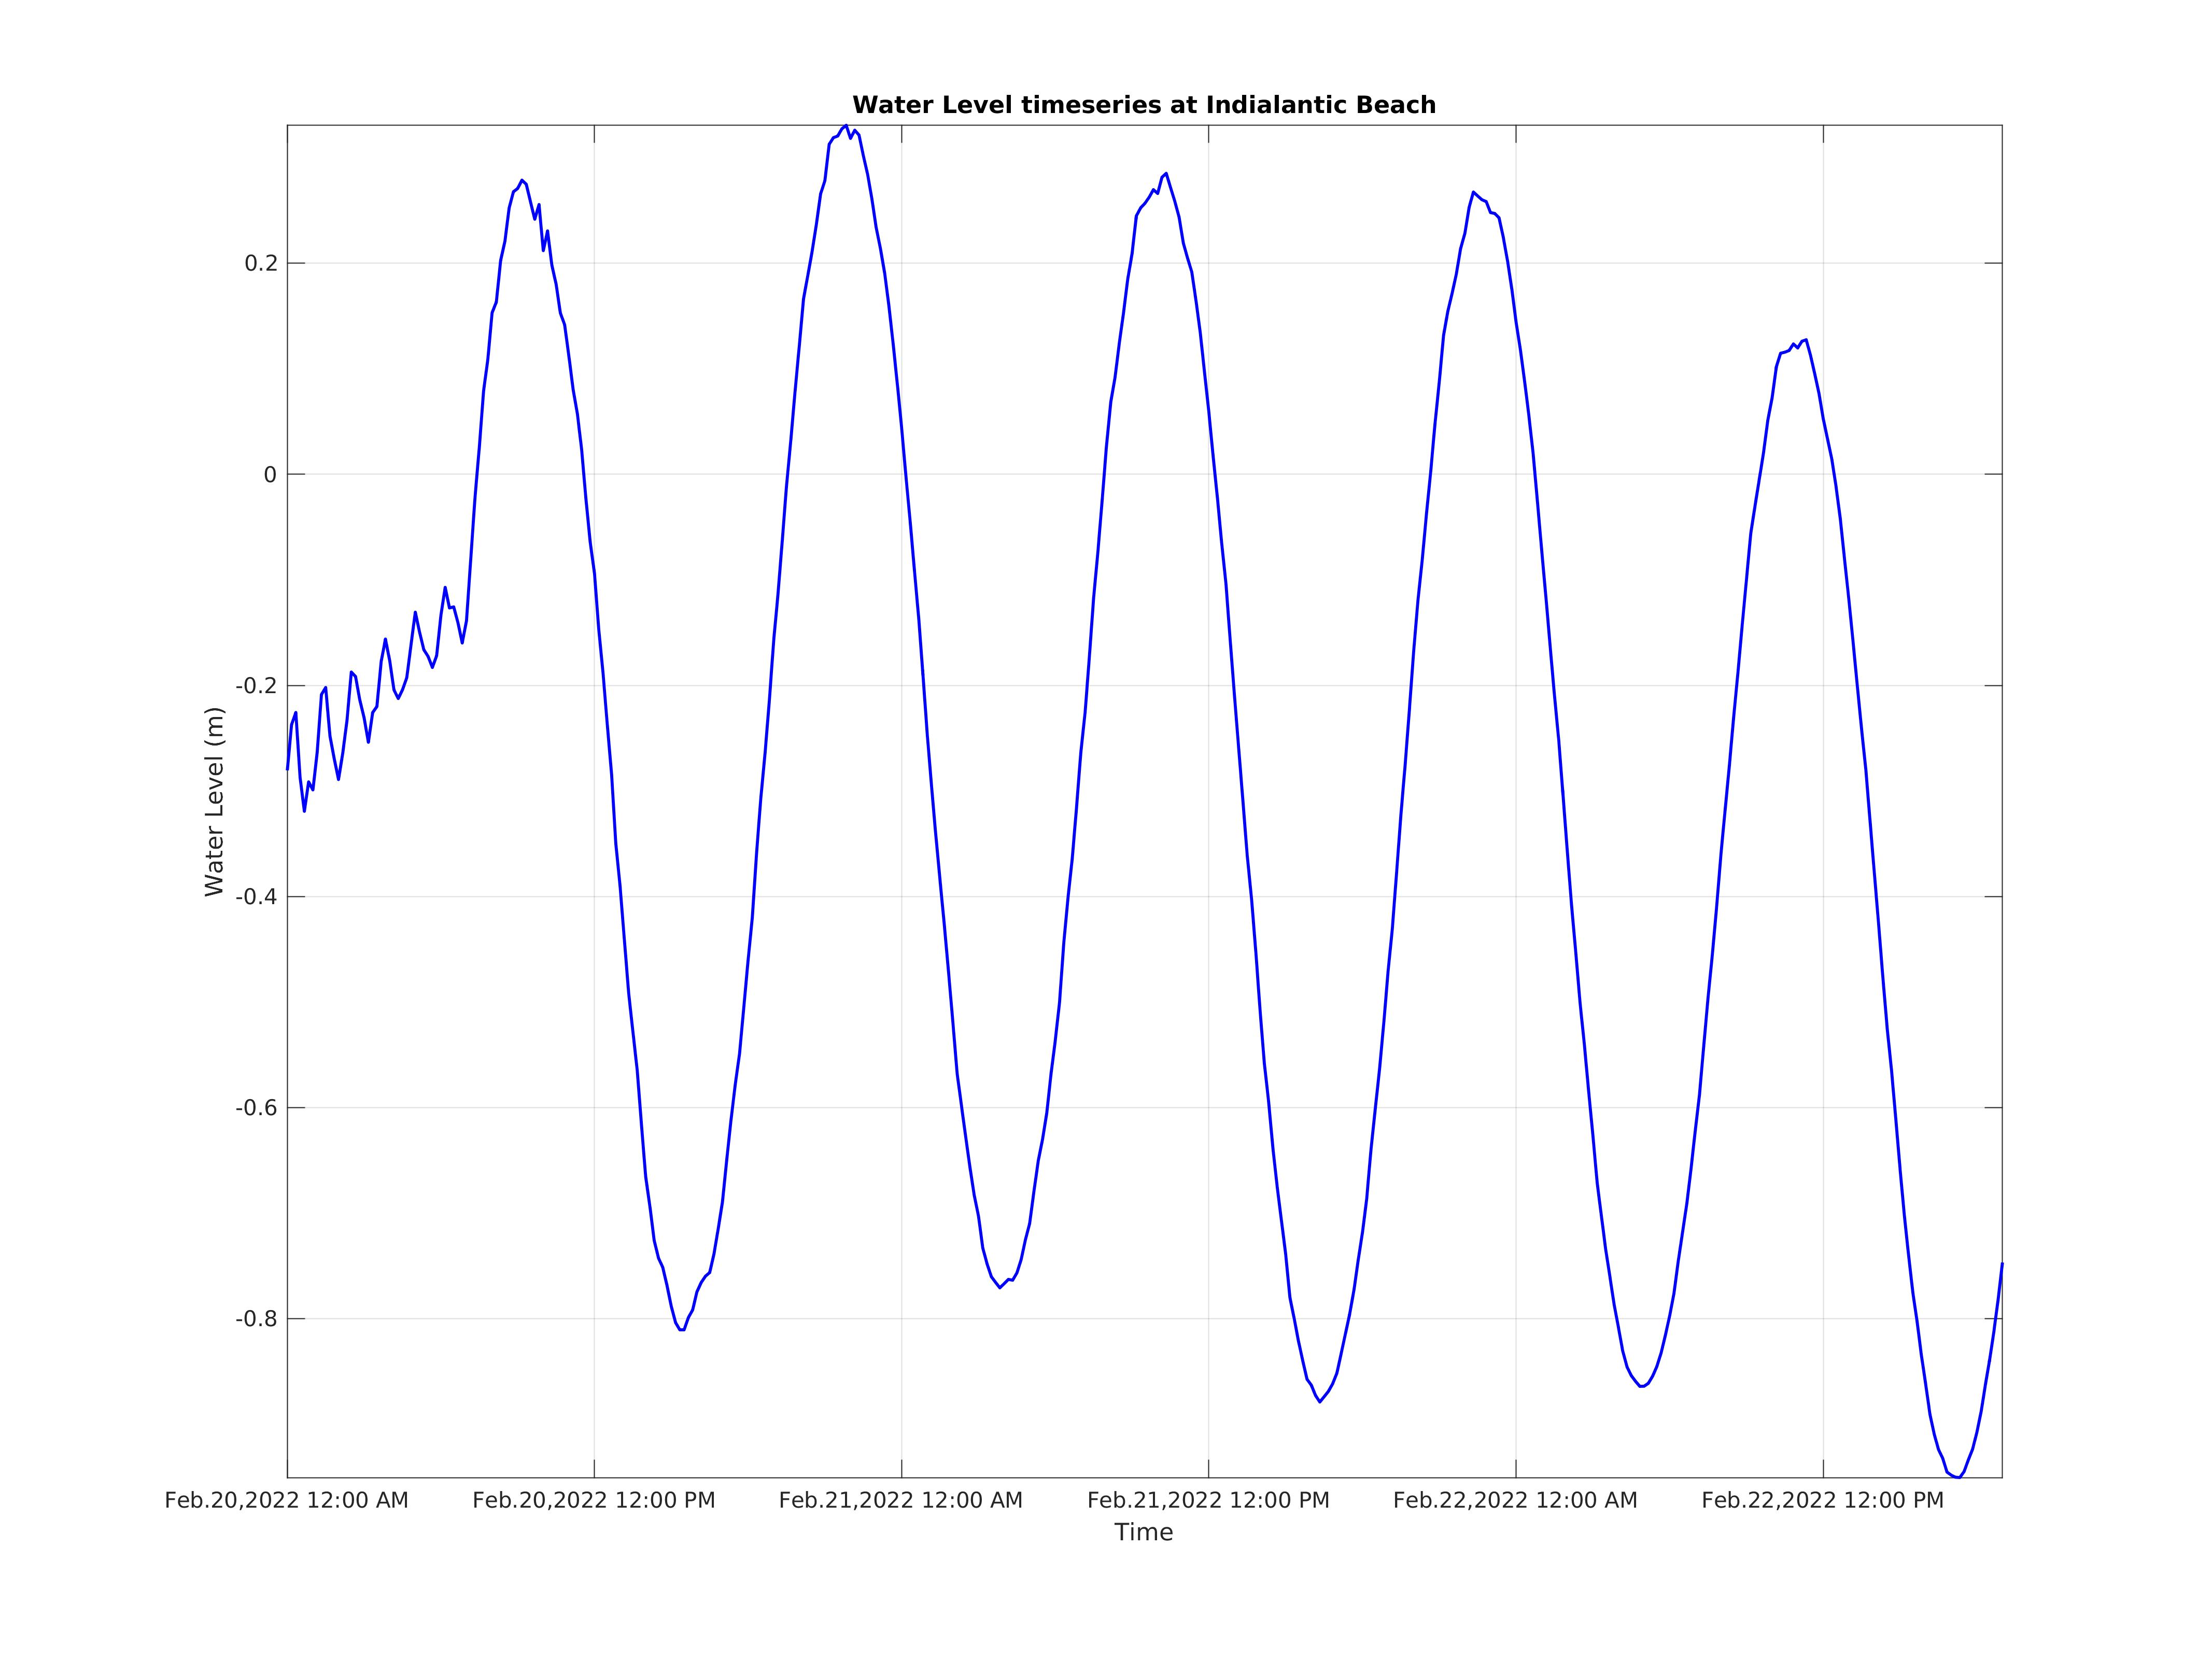 Water Level timeseries at Indialantic Beach
0.2
0
-0.2
-0.4
-0.6
-0.8
Water Level (m)
Feb.20,2022 12:00 AM
Feb.20,2022 12:00 PM
Feb.21,2022 12:00 AM
Feb.21,2022 12:00 PM
Feb.22,2022 12:00 AM
Feb.22,2022 12:00 PM
Time